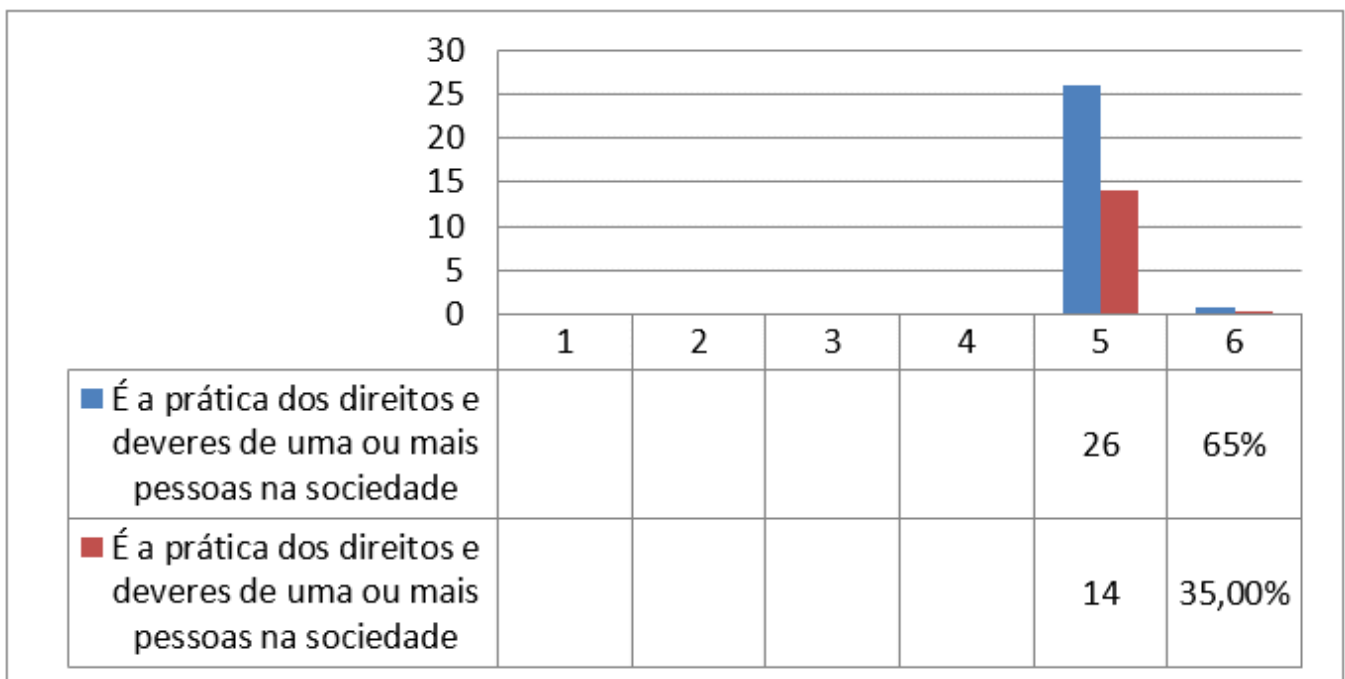 30
25
20
15
10
5
0
1 2 3 4 5 6
É a prática dos direitos e
deveres de uma ou mais
pessoas na sociedade
26 65%
É a prática dos direitos e
deveres de uma ou mais
pessoas na sociedade
14 35,00%